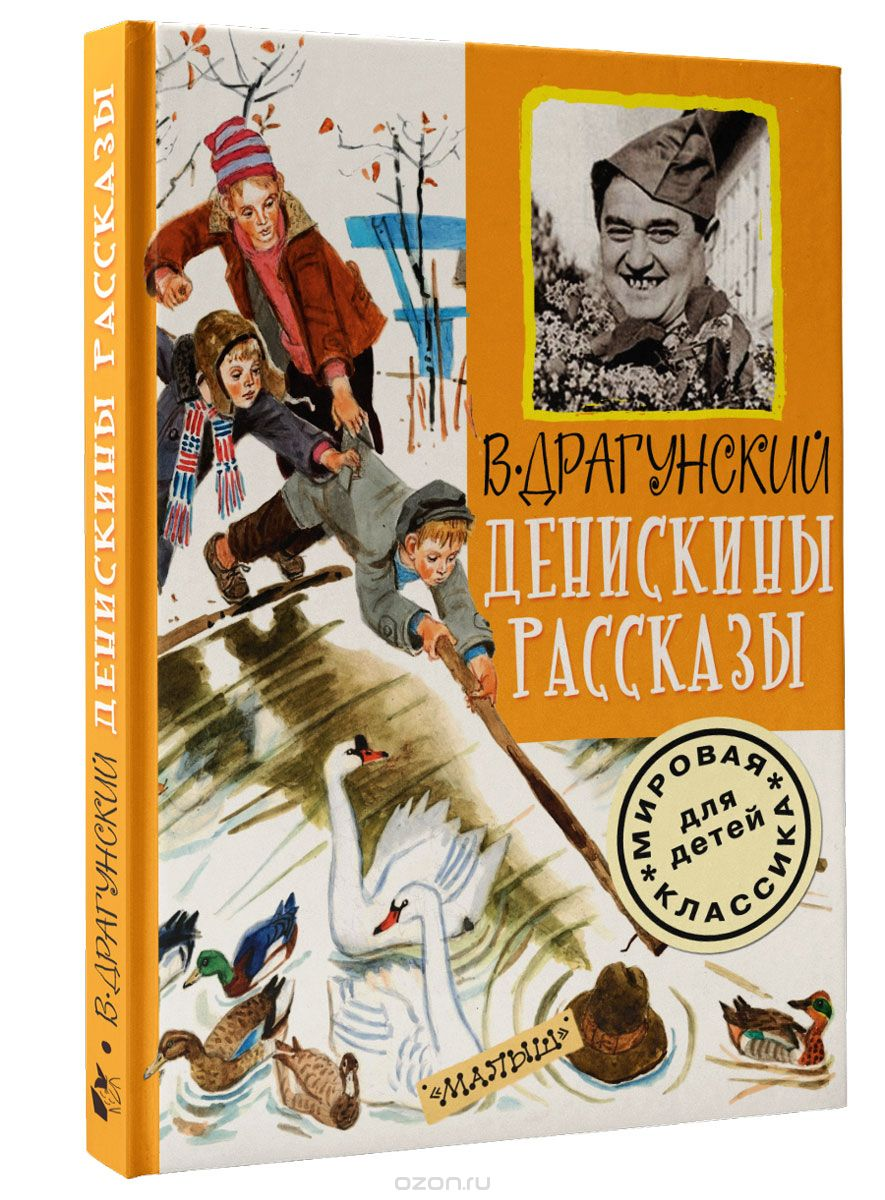 В. ДРАГУНСКИЙ
ДЕНИСКИНЫ
РАССКАЗЫ
*МИРОВАЯ*
для
детей
КЛАССИКА
«МАЛЫШ»
В. ДРАГУНСКИЙ ДЕНИСКИНЫ РАССКАЗЫ
ozon.ru